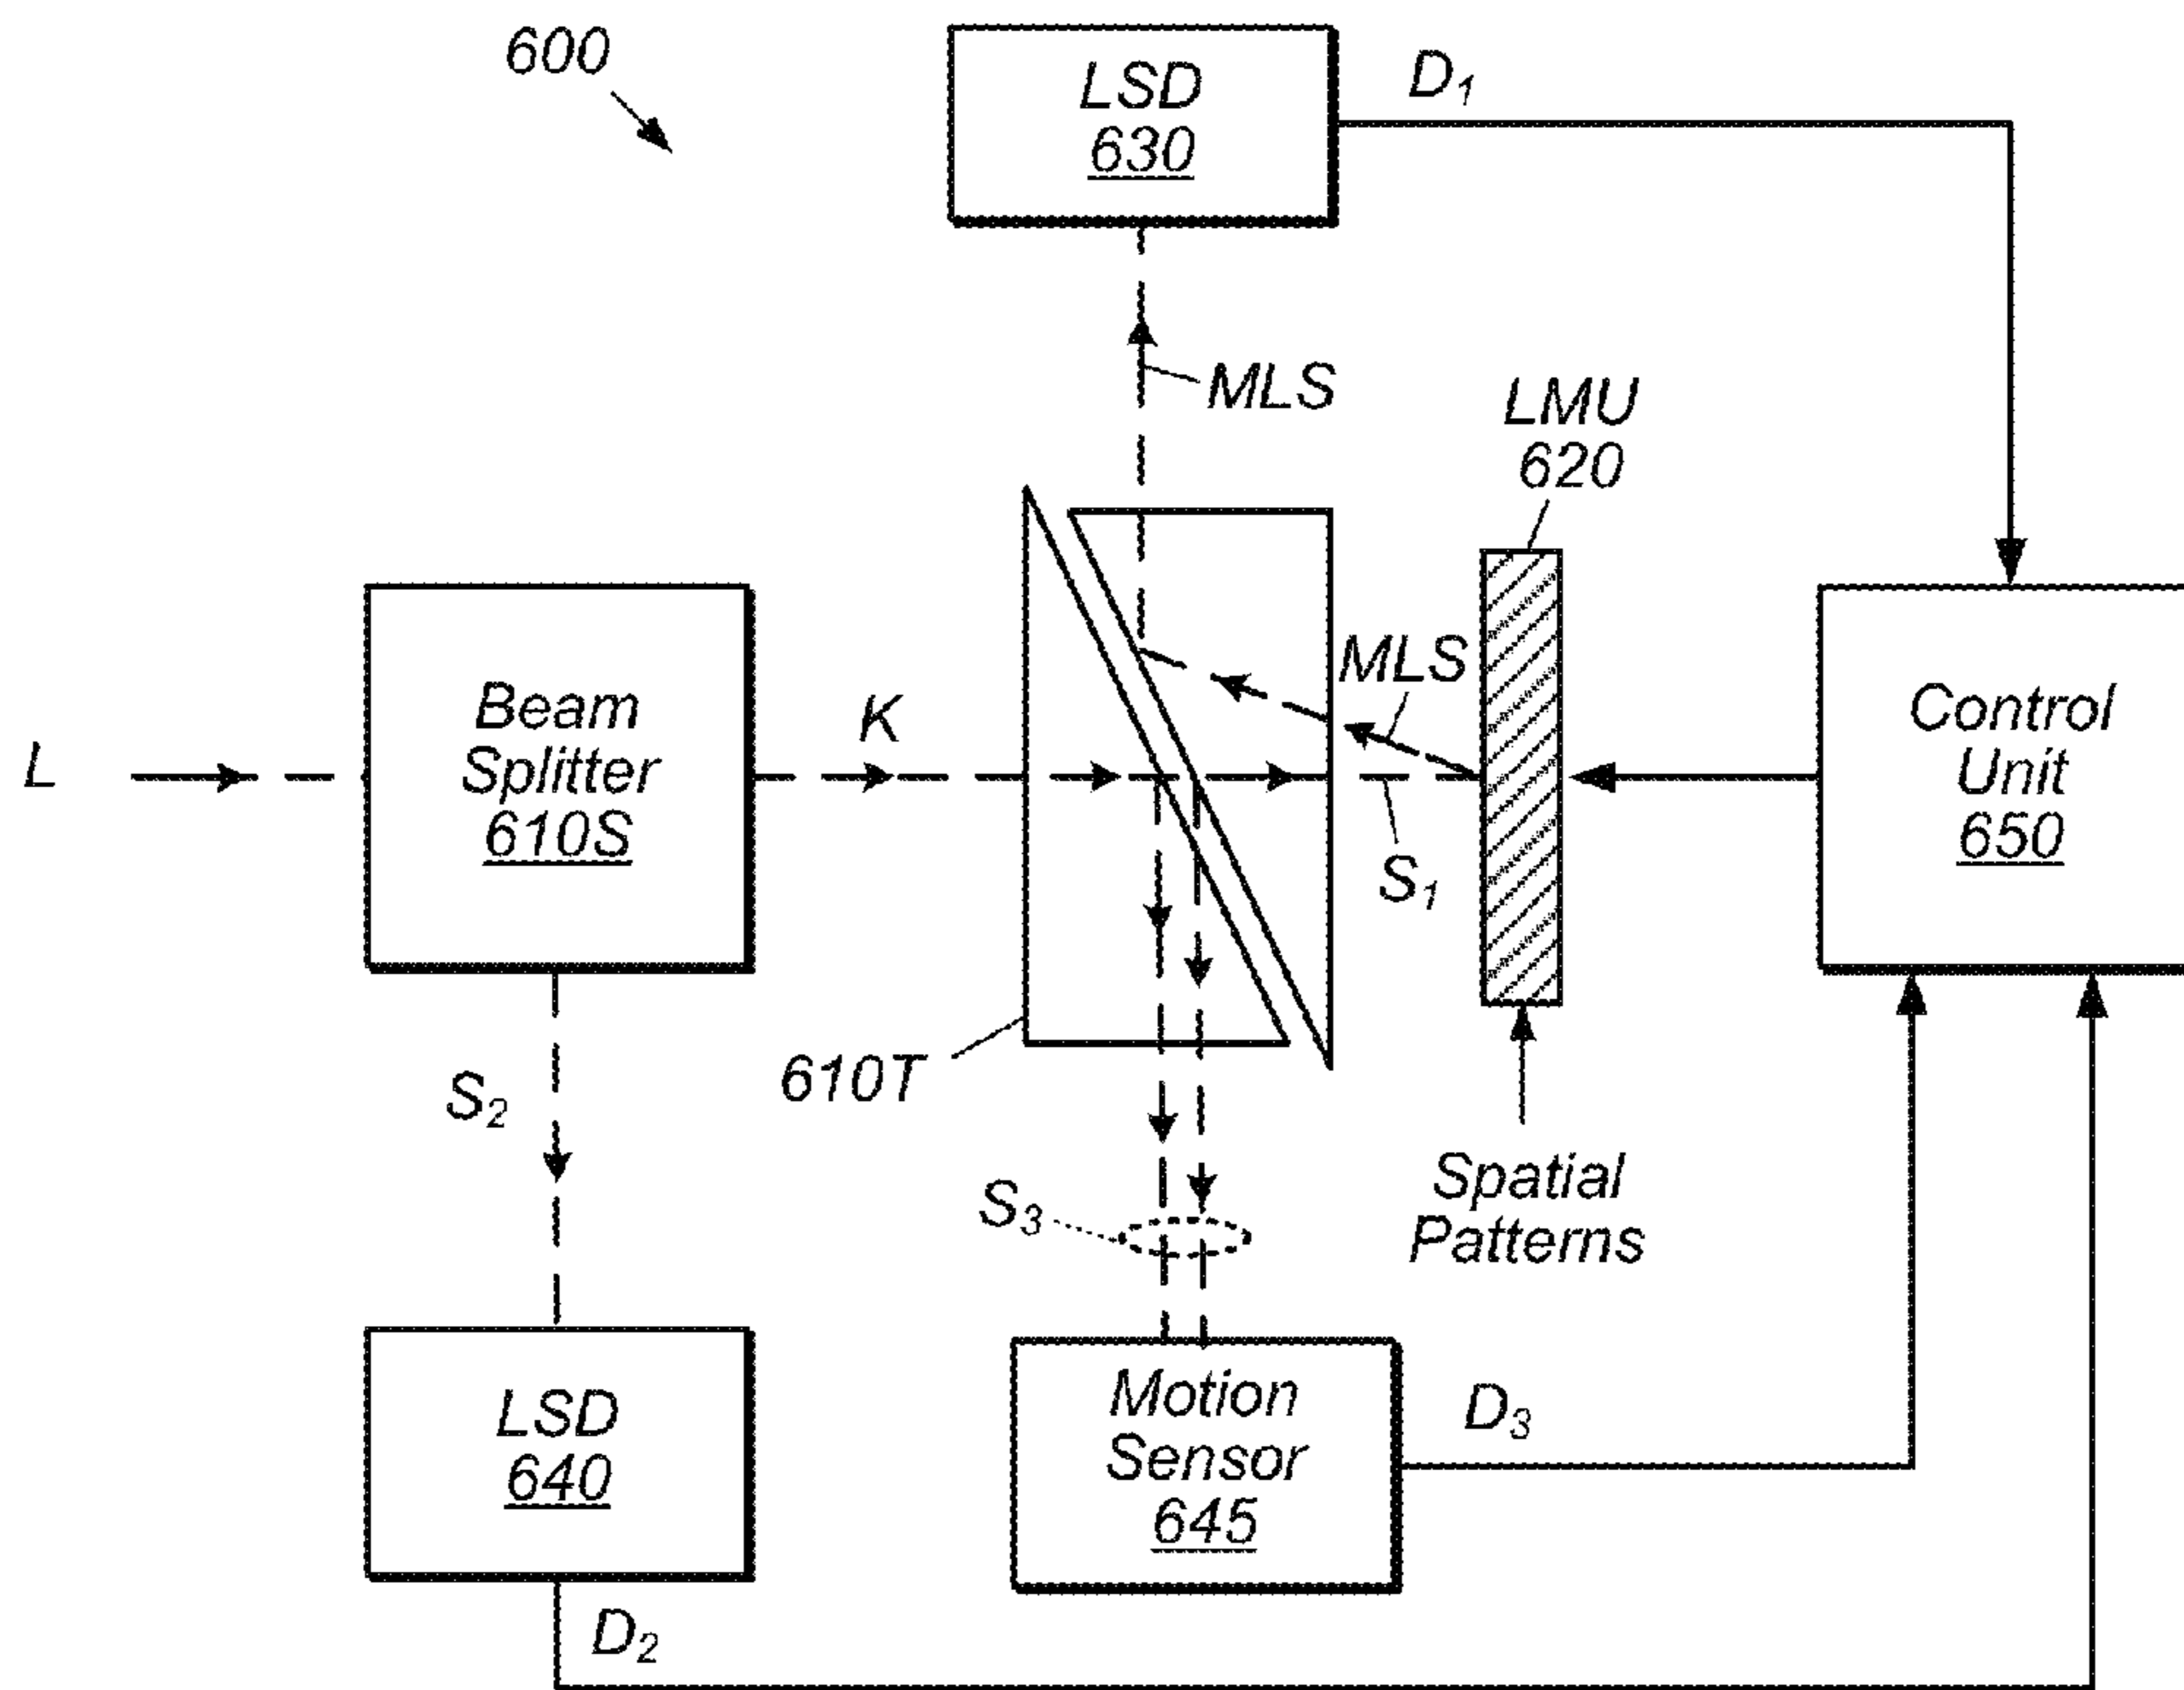 600
LSD
630
D₁
MLS
LMU
620
L
Beam
Splitter
610S
K
MLS
S₁
Control
Unit
650
610T
S₂
S₃
Spatial
Patterns
LSD
640
Motion
Sensor
645
D₃
D₂